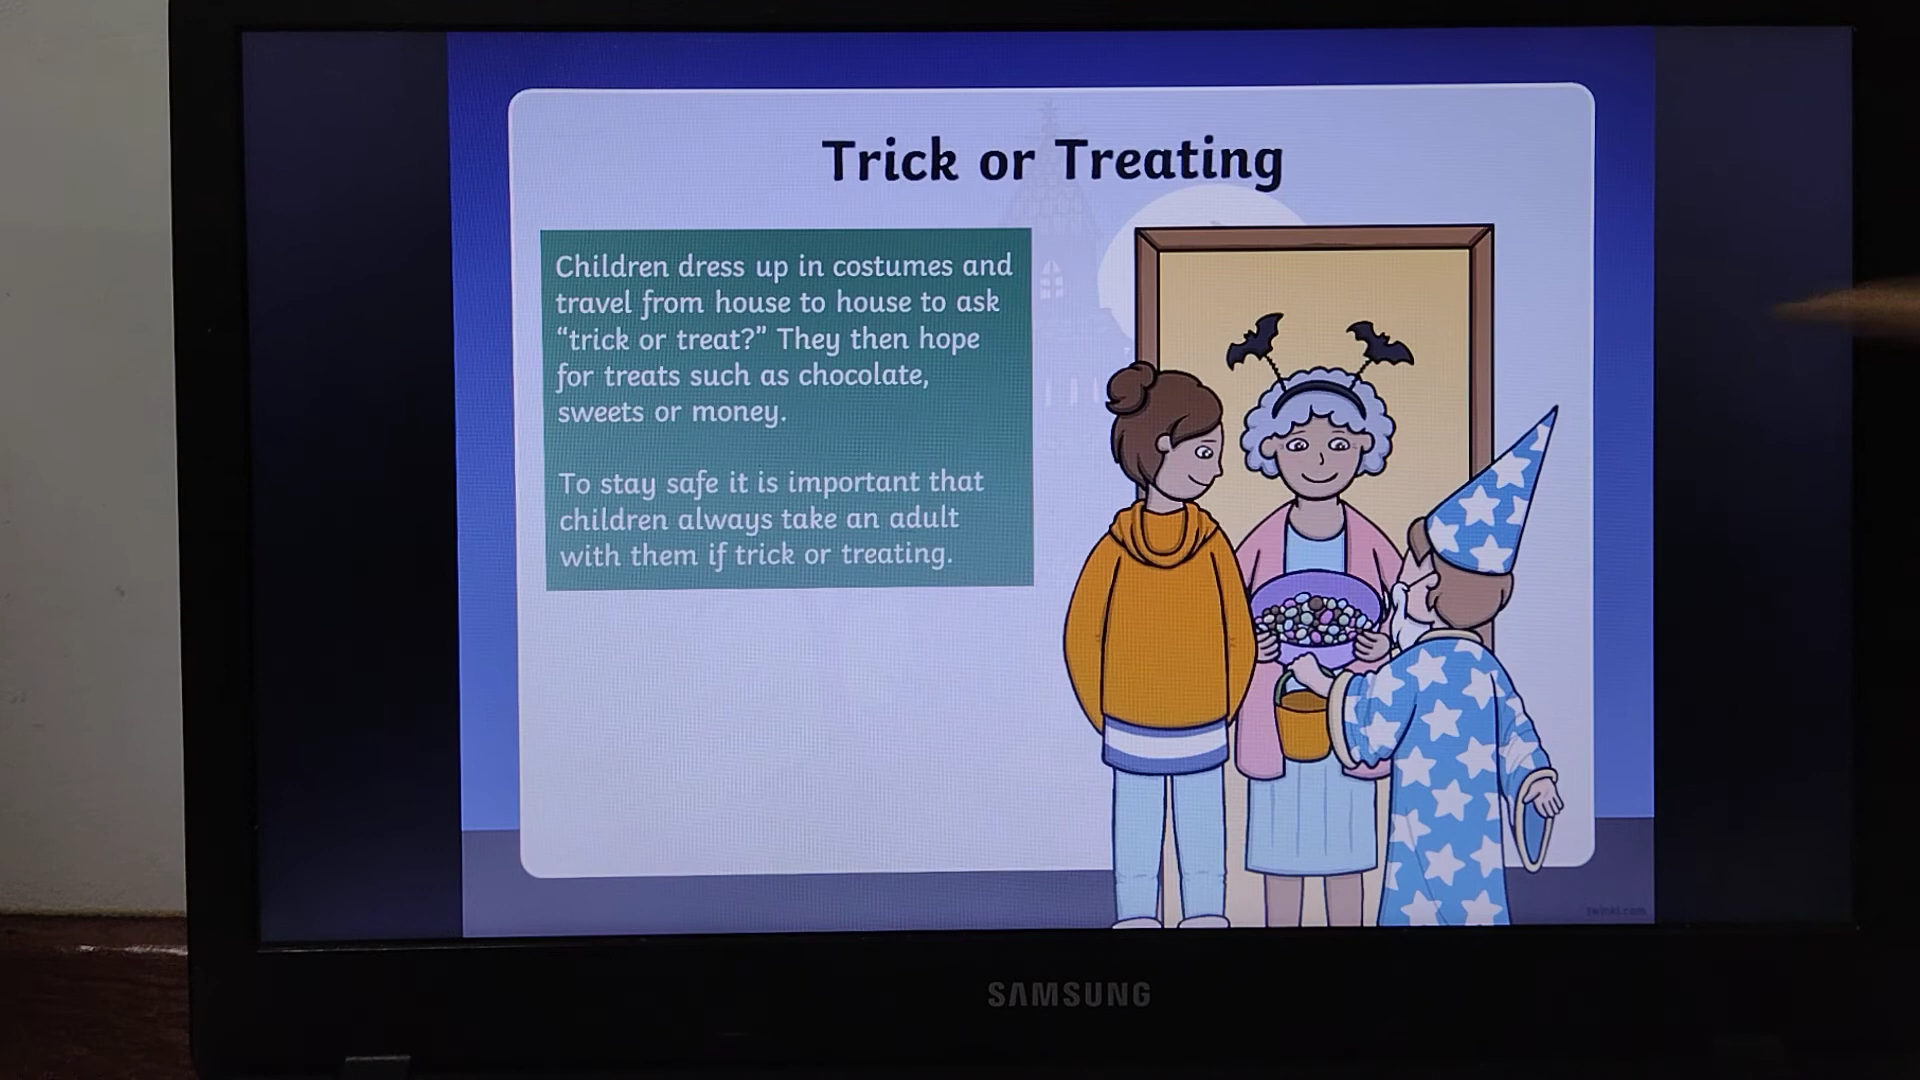 Trick or Treating
Children dress up in costumes and
travel from house to house to ask
“trick or treat?” They then hope
for treats such as chocolate,
sweets or money.
To stay safe it is important that
children always take an adult
with them if trick or treating.
twinkl.com
SAMSUNG